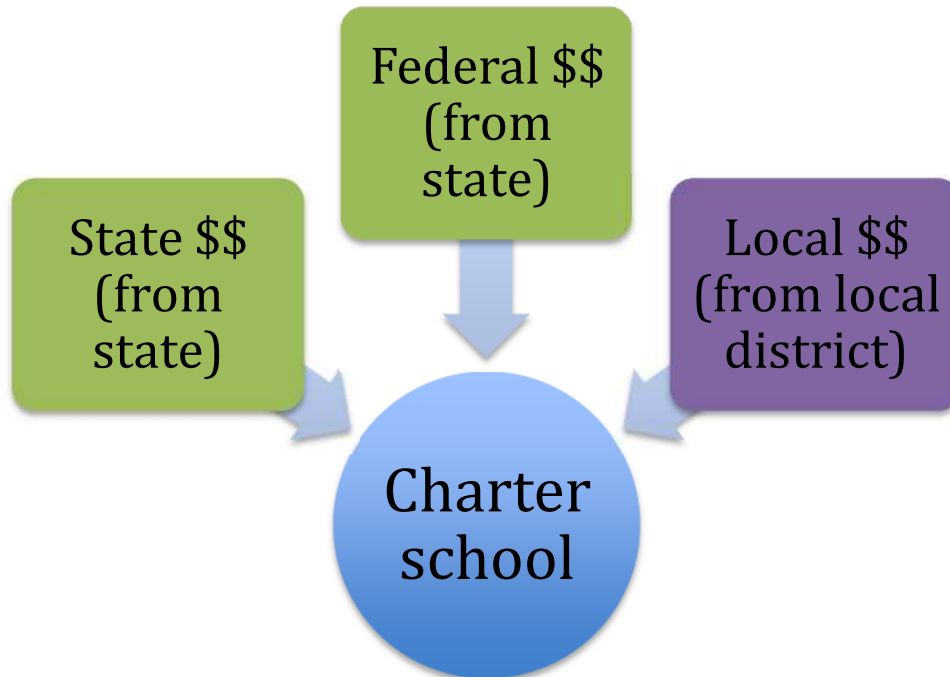 Federal $$
(from
state)
State $$
(from
state)
Local $$
(from local
district)
Charter
school